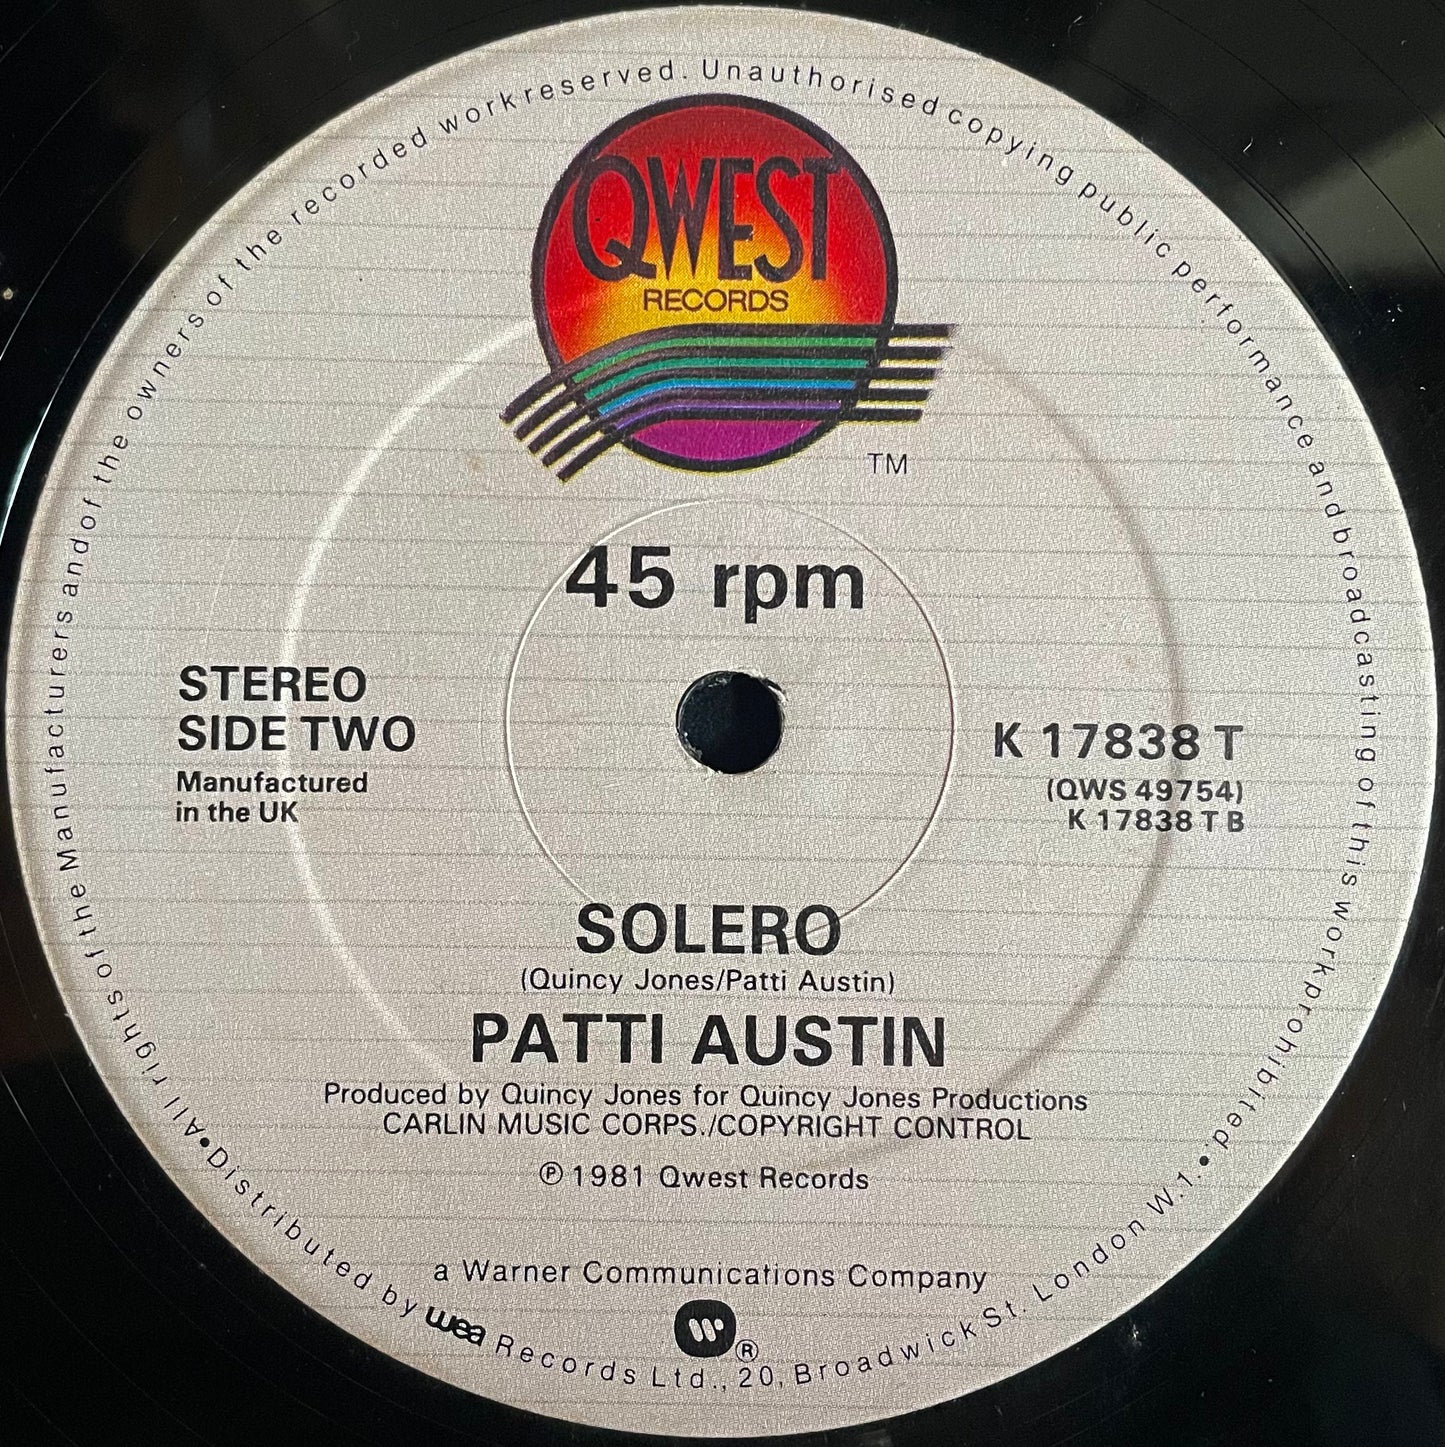 All rights of the Manufacturers and of the owners of the recorded work reserved. Unauthorised copying public performance and broadcasting of this work prohibited.
QWEST
RECORDS
TM
45 rpm
STEREO
SIDE TWO
Manufactured
in the UK
K 17838 T
(QWS 49754)
K 17838 T B
SOLERO
(Quincy Jones/Patti Austin)
PATTI AUSTIN
Produced by Quincy Jones for Quincy Jones Productions
CARLIN MUSIC CORPS./COPYRIGHT CONTROL
℗ 1981 Qwest Records
a Warner Communications Company
W ®
• Distributed by wea Records Ltd., 20, Broadwick St. London W.1. •